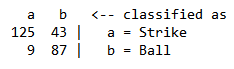 a b <-- classified as
125 43 | a = Strike
9 87 | b = Ball